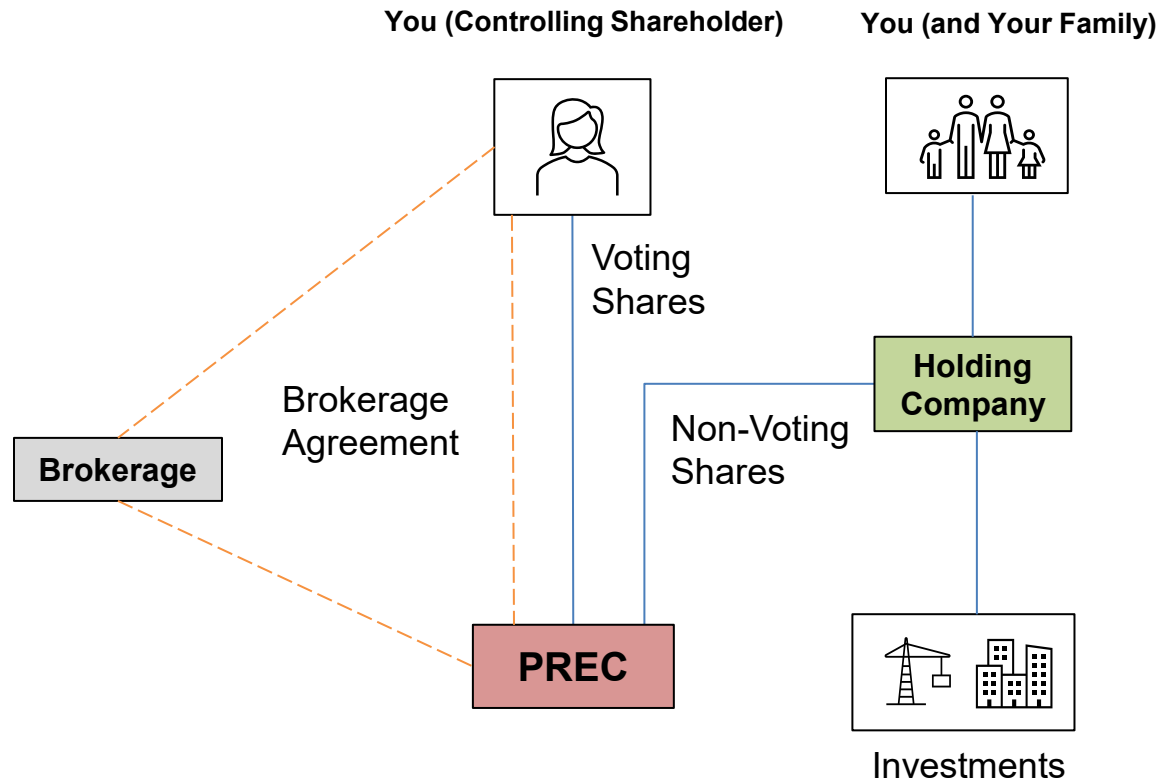 You (Controlling Shareholder)
You (and Your Family)
Voting
Shares
Holding
Company
Brokerage
Agreement
Non-Voting
Shares
Brokerage
PREC
Investments